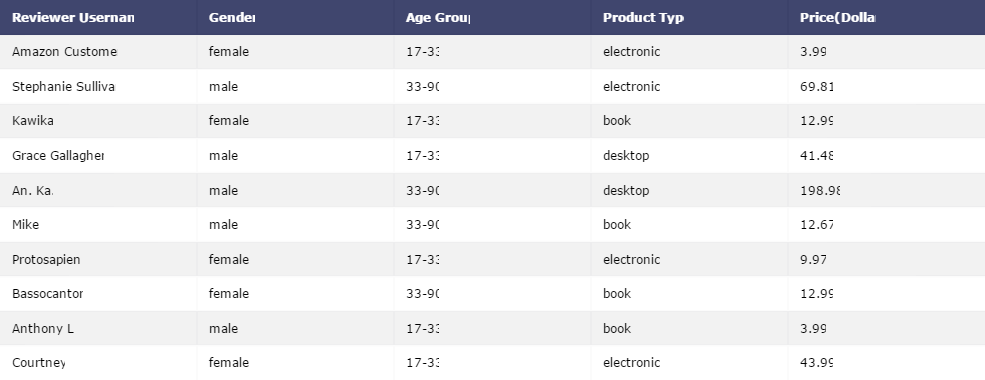 Reviewer Usernam Gender Age Group Product Typ Price(Dolla
Amazon Custome female 17-33 electronic 3.99
Stephanie Sulliva male 33-90 electronic 69.81
Kawika female 17-33 book 12.99
Grace Gallagher male 17-33 desktop 41.48
An. Ka. male 33-90 desktop 198.98
Mike male 33-90 book 12.67
Protosapien female 17-33 electronic 9.97
Bassocantor female 33-90 book 12.99
Anthony L male 17-33 book 3.99
Courtney female 17-33 electronic 43.99